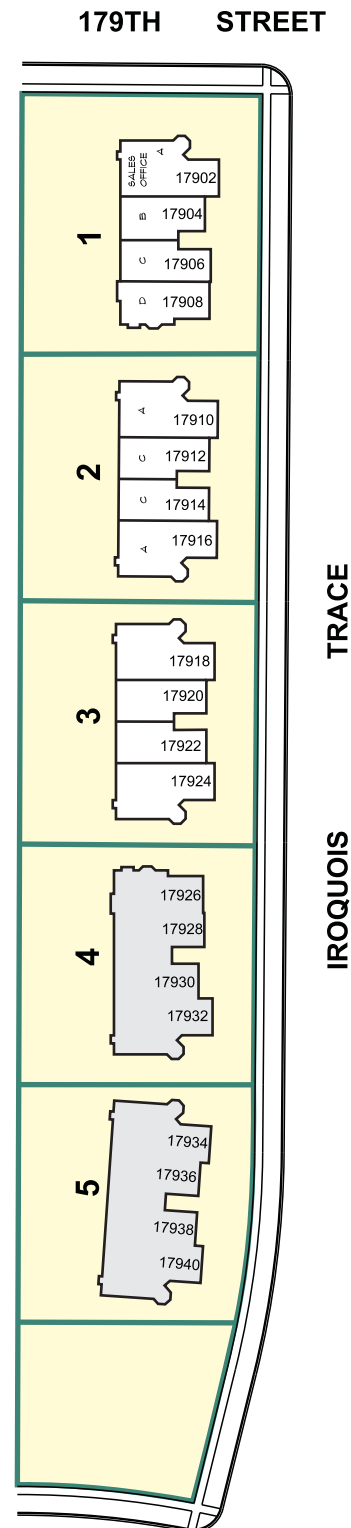 179TH STREET
1
SALES
OFFICE
A
17902
B
17904
C
17906
D
17908
2
A
17910
C
17912
C
17914
A
17916
TRACE
3
17918
17920
17922
17924
IROQUOIS
4
17926
17928
17930
17932
5
17934
17936
17938
17940